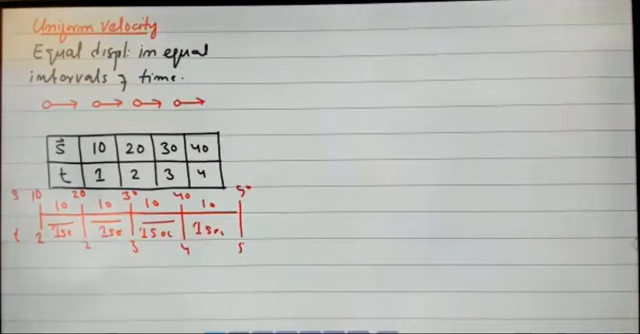 Uniform velocity
Equal displ: in equal
intervals of time.
S⃗ 10 20 30 40
t 1 2 3 4
S 10 20 30 40 50
10 10 10 10
1sec 1sec 1sec 1sec
t 1 2 3 4 5